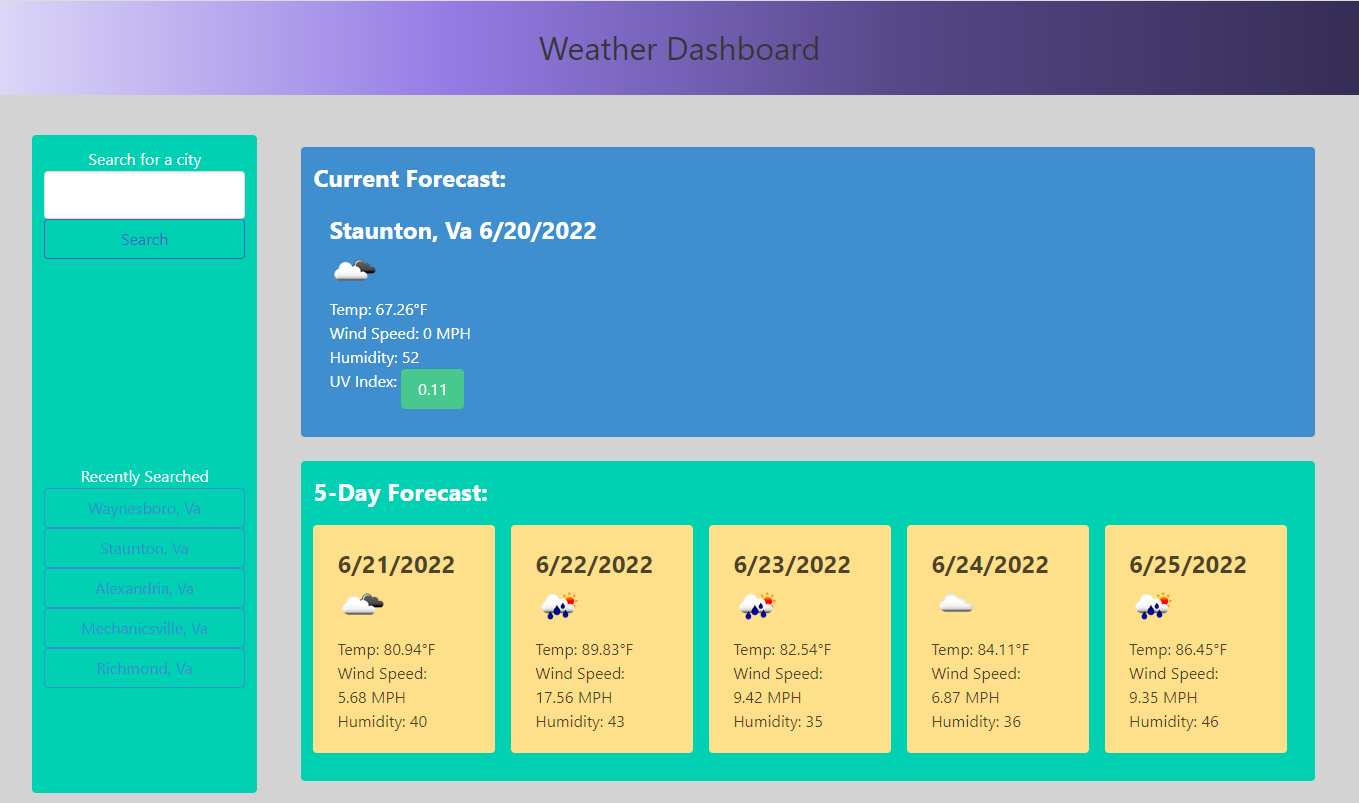 Weather Dashboard
Search for a city
Search
Recently Searched
Waynesboro, Va
Staunton, Va
Alexandria, Va
Mechanicsville, Va
Richmond, Va
Current Forecast:
Staunton, Va 6/20/2022
Temp: 67.26°F
Wind Speed: 0 MPH
Humidity: 52
UV Index: 0.11
5-Day Forecast:
6/21/2022
Temp: 80.94°F
Wind Speed:
5.68 MPH
Humidity: 40
6/22/2022
Temp: 89.83°F
Wind Speed:
17.56 MPH
Humidity: 43
6/23/2022
Temp: 82.54°F
Wind Speed:
9.42 MPH
Humidity: 35
6/24/2022
Temp: 84.11°F
Wind Speed:
6.87 MPH
Humidity: 36
6/25/2022
Temp: 86.45°F
Wind Speed:
9.35 MPH
Humidity: 46